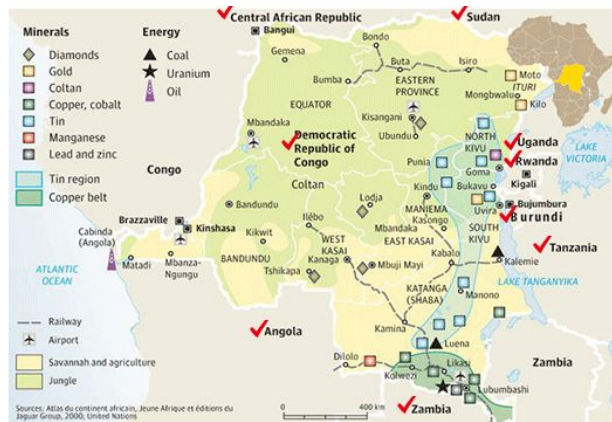 Minerals
Diamonds
Gold
Coltan
Copper, cobalt
Tin
Manganese
Lead and zinc
Tin region
Copper belt
Energy
Coal
Uranium
Oil
Central African Republic
Sudan
Bangui
Gemena
Bondo
Buta
Isiro
Bumba
EASTERN
PROVINCE
Moto
ITURI
Mongbwalu
Kilo
EQUATOR
Kisangani
Mbandaka
Ubundu
NORTH
KIVU
Uganda
LAKE
VICTORIA
Democratic
Republic of
Congo
Punia
Goma
Rwanda
Kigali
Congo
Coltan
Kindu
Bukavu
Bujumbura
Lodja
MANIEMA
Uvira
Burundi
Bandundu
Kasongo
Brazzaville
Ilébo
Mbandaka
SOUTH
KIVU
Cabinda
(Angola)
Kinshasa
Kikwit
WEST
KASAI
EAST KASAI
Tanzania
Kanaga
Kabalo
Kalemie
Matadi
Mbanza-
Ngungu
BANDUNDU
Mbuji Mayi
ATLANTIC
OCEAN
Tshikapa
KATANGA
(SHABA)
Manono
LAKE TANGANYIKA
Railway
Airport
Savannah and agriculture
Jungle
Angola
Kamina
Luena
Zambia
Dilolo
Kolwezi
Likasi
Lubumbashi
Zambia
0
400 km
Sources: Atlas du continent africain, Jeune Afrique et éditions du
Jaguar Group, 2000; United Nations